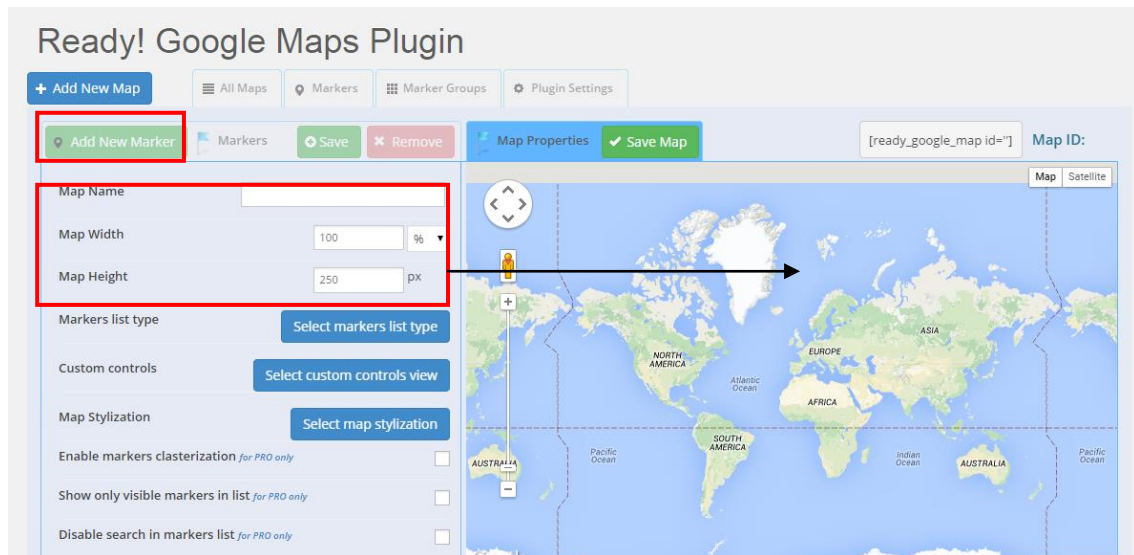 Ready! Google Maps Plugin
Add New Map
All Maps
Markers
Marker Groups
Plugin Settings
Add New Marker
Markers
Save
Remove
Map Properties
Save Map
[ready_google_map id='']
Map ID:
Map Name
Map Width
100
%
Map Height
250
px
Markers list type
Select markers list type
Custom controls
Select custom controls view
Map Stylization
Select map stylization
Enable markers clasterization for PRO only
Show only visible markers in list for PRO only
Disable search in markers list for PRO only
Map
Satellite
NORTH
AMERICA
Atlantic
Ocean
EUROPE
ASIA
AFRICA
SOUTH
AMERICA
Pacific
Ocean
Indian
Ocean
AUSTRALIA
AUSTRALIA
Pacific
Ocean